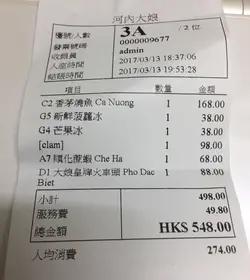 河內大娘
檯號/人數 3A / 2 位
發票號碼 0000009677
收銀員 admin
入座時間 2017/03/13 18:37:06
結賬時間 2017/03/13 19:53:28
項目 數量 金額
C2 香茅燒魚 Ca Nuong 1 168.00
G5 新鮮菠蘿冰 1 38.00
G4 芒果冰 1 38.00
[clam] 1 98.00
A7 順化蔗蝦 Che Ha 1 68.00
D1 大娘皇牌火車頭 Pho Dac Biet 1 88.00
小計 498.00
服務費 49.80
總金額 HK$ 548.00
人均消費 274.00